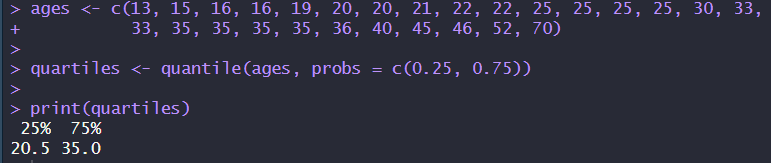 > ages <- c(13, 15, 16, 16, 19, 20, 20, 21, 22, 22, 25, 25, 25, 25, 30, 33,
+           33, 35, 35, 35, 35, 36, 40, 45, 46, 52, 70)
>
> quartiles <- quantile(ages, probs = c(0.25, 0.75))
>
> print(quartiles)
 25%  75%
20.5 35.0